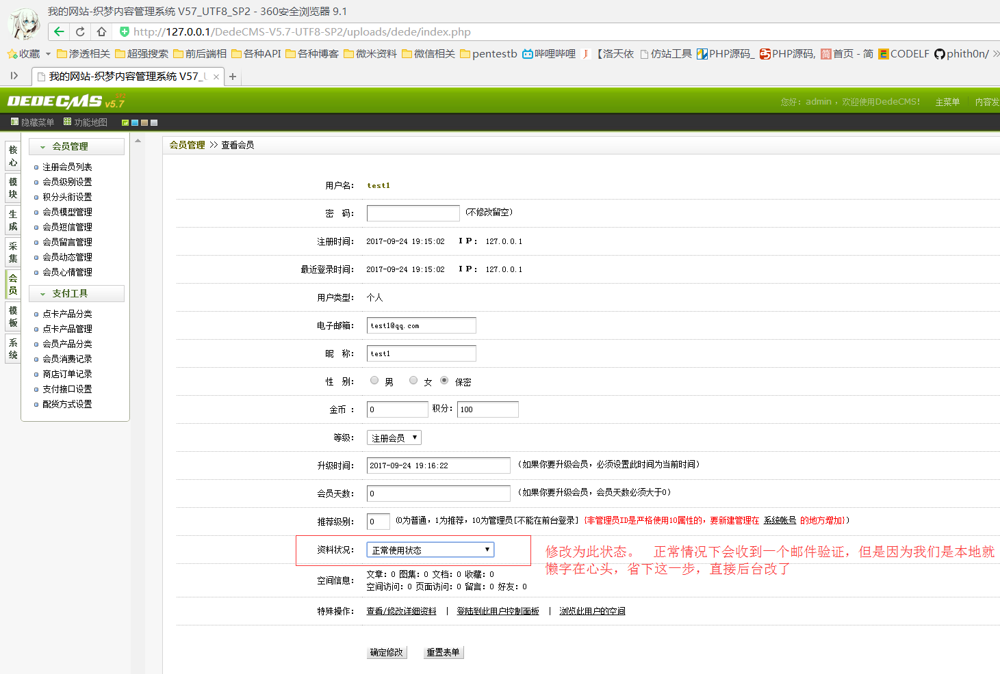 我的网站-织梦内容管理系统 V57_UTF8_SP2 - 360安全浏览器 9.1
http://127.0.0.1/DedeCMS-V5.7-UTF8-SP2/uploads/dede/index.php
收藏 渗透相关 超强搜索 前后端相 各种API 各种博客 微米资料 微信相关 pentestb 哔哩哔哩 【洛天依 仿站工具 PHP源码_ PHP源码, 简 首页 - 简 CODELF phith0n/
我的网站-织梦内容管理系统 V57_
DEDECMS v5.7
您好：admin ，欢迎使用DedeCMS! 主菜单 内容发
隐藏菜单 功能地图
核心
模块
生成
采集
会员
模板
系统
会员管理
注册会员列表
会员级别设置
积分头衔设置
会员模型管理
会员短信管理
会员留言管理
会员动态管理
会员心情管理
支付工具
点卡产品分类
点卡产品管理
会员产品分类
会员消费记录
商店订单记录
支付接口设置
配货方式设置
会员管理 >> 查看会员
用户名： test1
密 码： (不修改留空)
注册时间： 2017-09-24 19:15:02 ＩＰ： 127.0.0.1
最近登录时间： 2017-09-24 19:15:02 ＩＰ： 127.0.0.1
用户类型： 个人
电子邮箱： test1@qq.com
昵 称： test1
性 别： 男 女 保密
金币 ： 0 积分： 100
等级： 注册会员
升级时间： 2017-09-24 19:16:22 （如果你要升级会员，必须设置此时间为当前时间）
会员天数： 0 （如果你要升级会员，会员天数必须大于0）
推荐级别： 0 (0为普通，1为推荐，10为管理员[不能在前台登录] {非管理员ID是严格使用10属性的，要新建管理在 系统帐号 的地方增加})
资料状况： 正常使用状态
修改为此状态。 正常情况下会收到一个邮件验证，但是因为我们是本地就
懒字在心头，省下这一步，直接后台改了
空间信息： 文章：0 图集：0 文档：0 收藏：0
空间访问：0 页面访问：0 留言：0 好友：0
特殊操作： 查看/修改详细资料 | 登陆到此用户控制面板 | 浏览此用户的空间
确定修改 重置表单